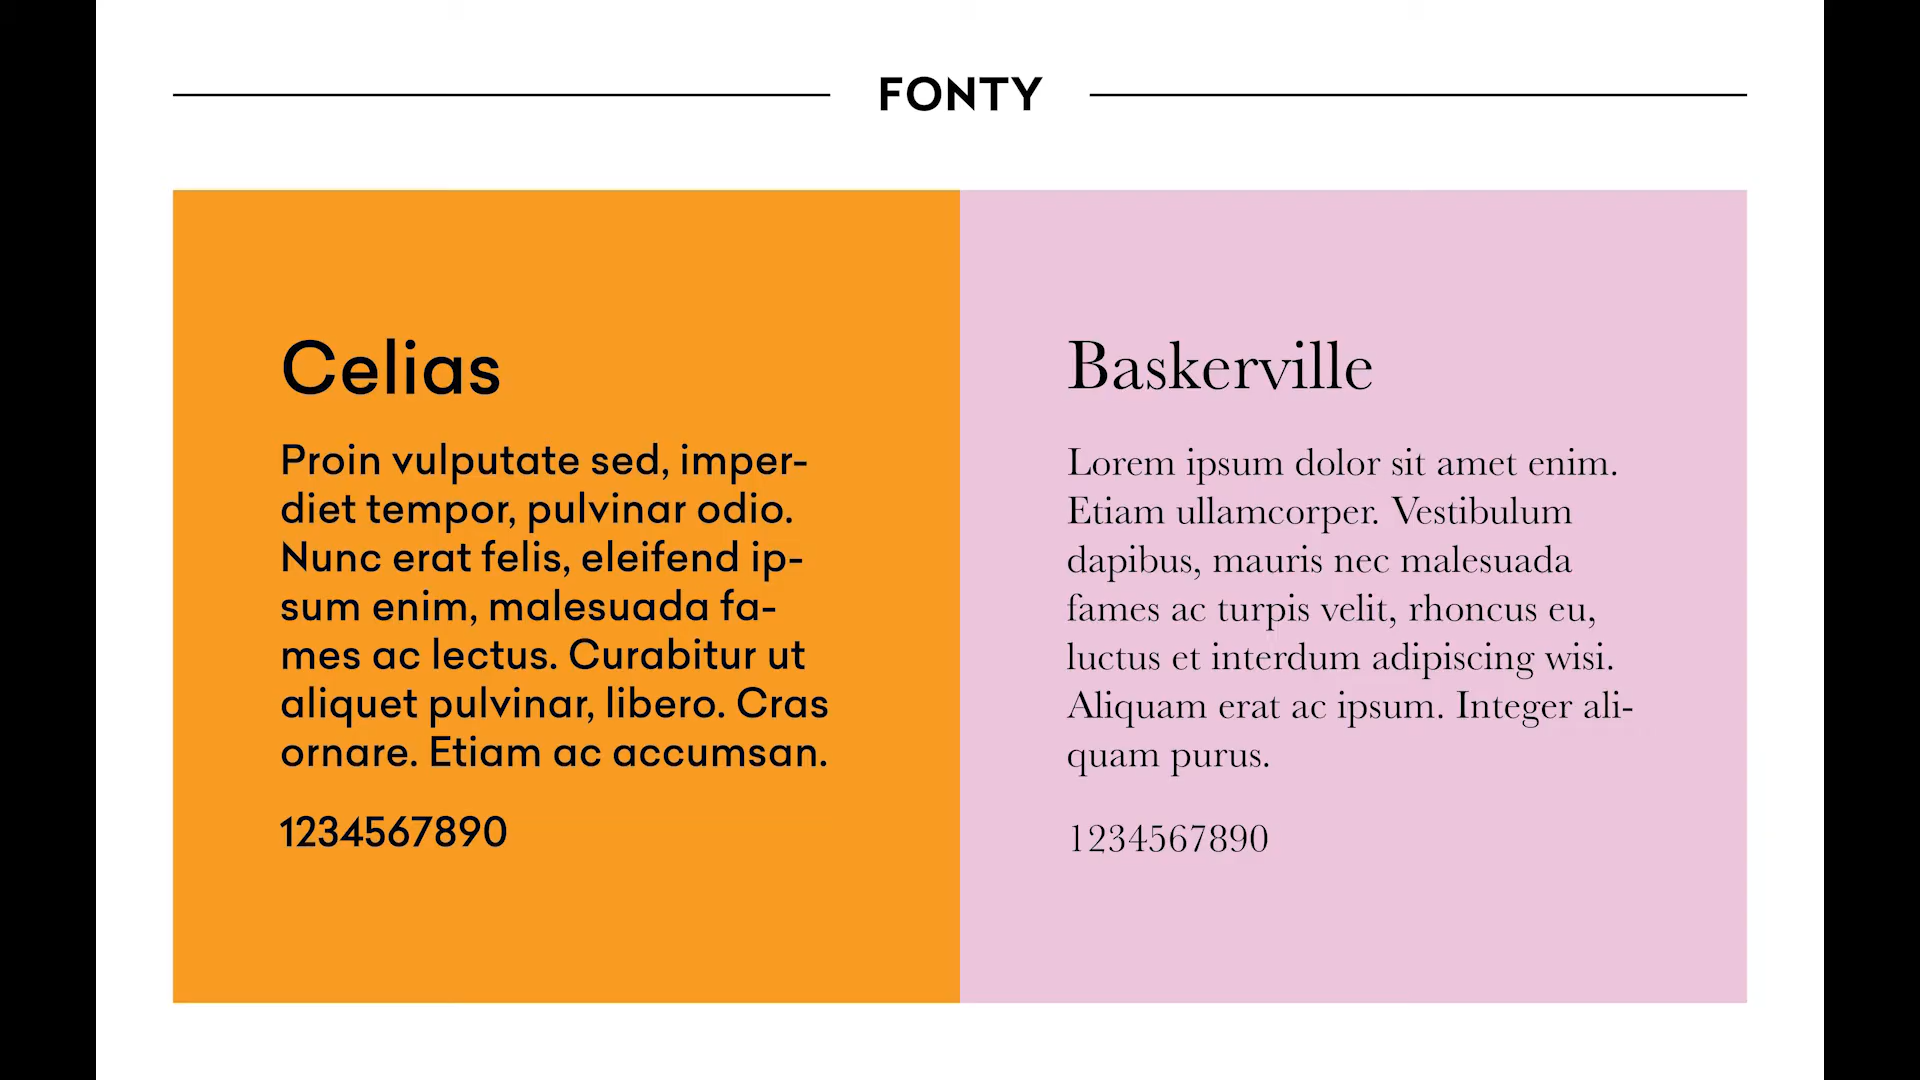 FONTY
Celias
Proin vulputate sed, imper-
diet tempor, pulvinar odio.
Nunc erat felis, eleifend ip-
sum enim, malesuada fa-
mes ac lectus. Curabitur ut
aliquet pulvinar, libero. Cras
ornare. Etiam ac accumsan.
1234567890
Baskerville
Lorem ipsum dolor sit amet enim.
Etiam ullamcorper. Vestibulum
dapibus, mauris nec malesuada
fames ac turpis velit, rhoncus eu,
luctus et interdum adipiscing wisi.
Aliquam erat ac ipsum. Integer ali-
quam purus.
1234567890